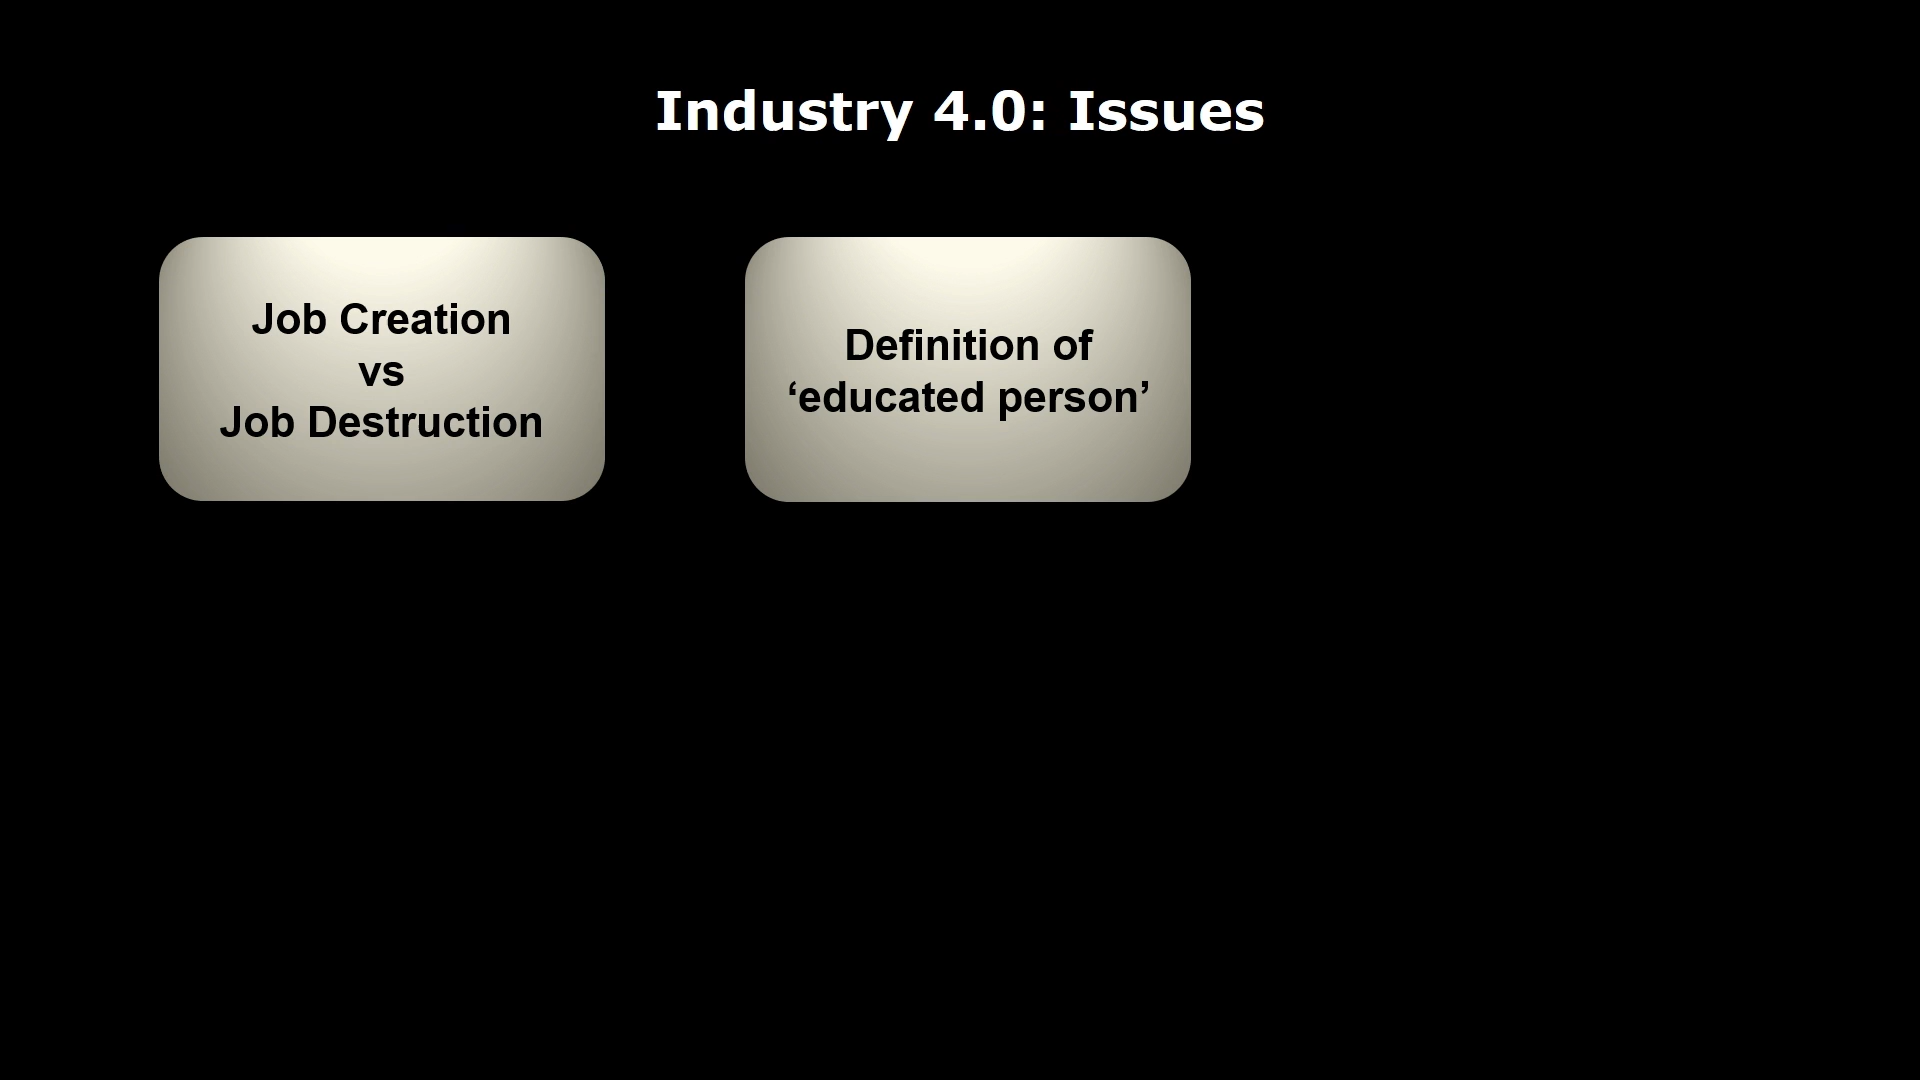 Industry 4.0: Issues
Job Creation
vs
Job Destruction
Definition of
‘educated person’